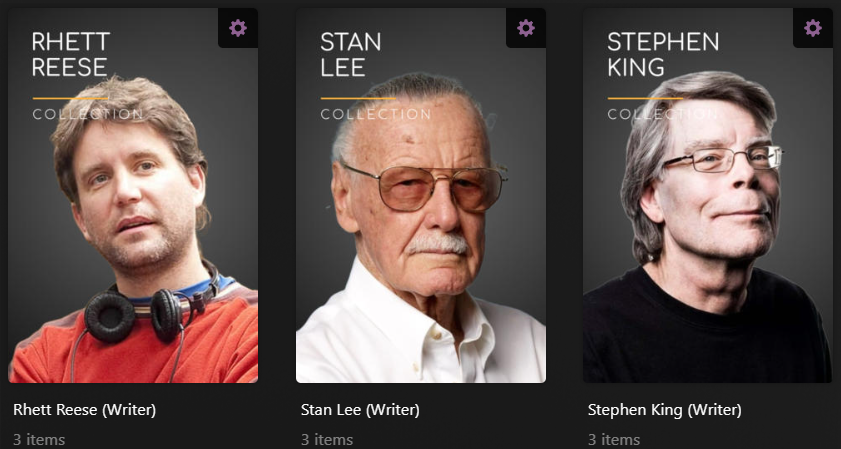 RHETT
REESE
COLLECTION
STAN
LEE
COLLECTION
STEPHEN
KING
COLLECTION
Rhett Reese (Writer)
3 items
Stan Lee (Writer)
3 items
Stephen King (Writer)
3 items